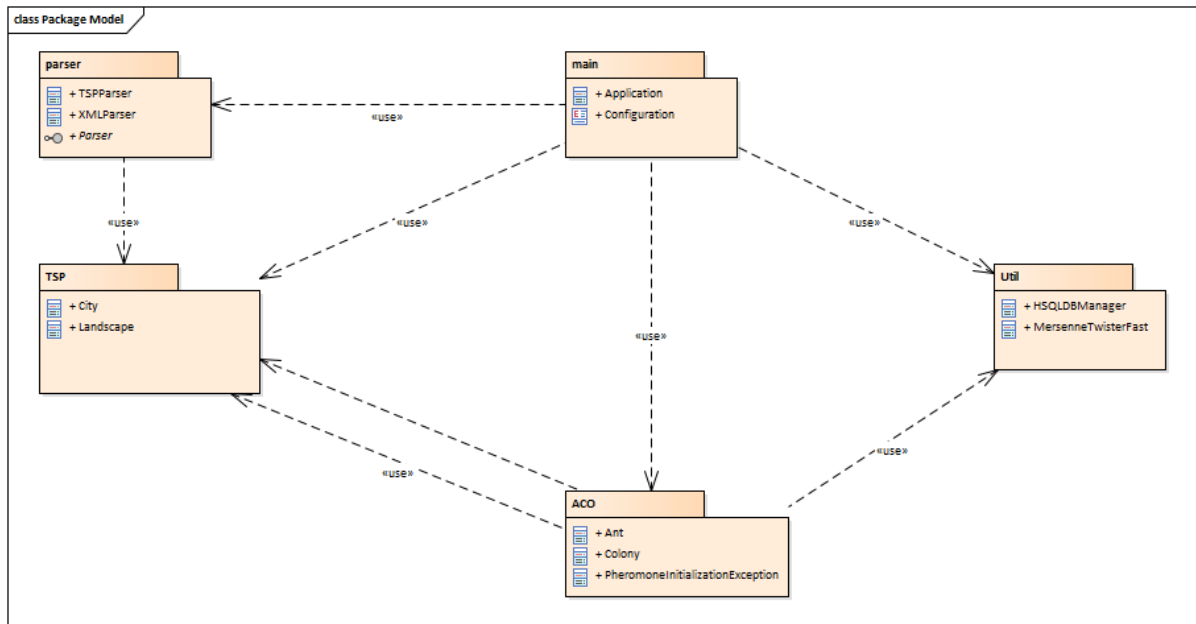 class Package Model
parser
+ TSPParser
+ XMLParser
+ Parser
main
+ Application
+ Configuration
«use»
«use»
«use»
«use»
TSP
+ City
+ Landscape
Util
+ HSQLDBManager
+ MersenneTwisterFast
«use»
«use»
«use»
ACO
+ Ant
+ Colony
+ PheromoneInitializationException